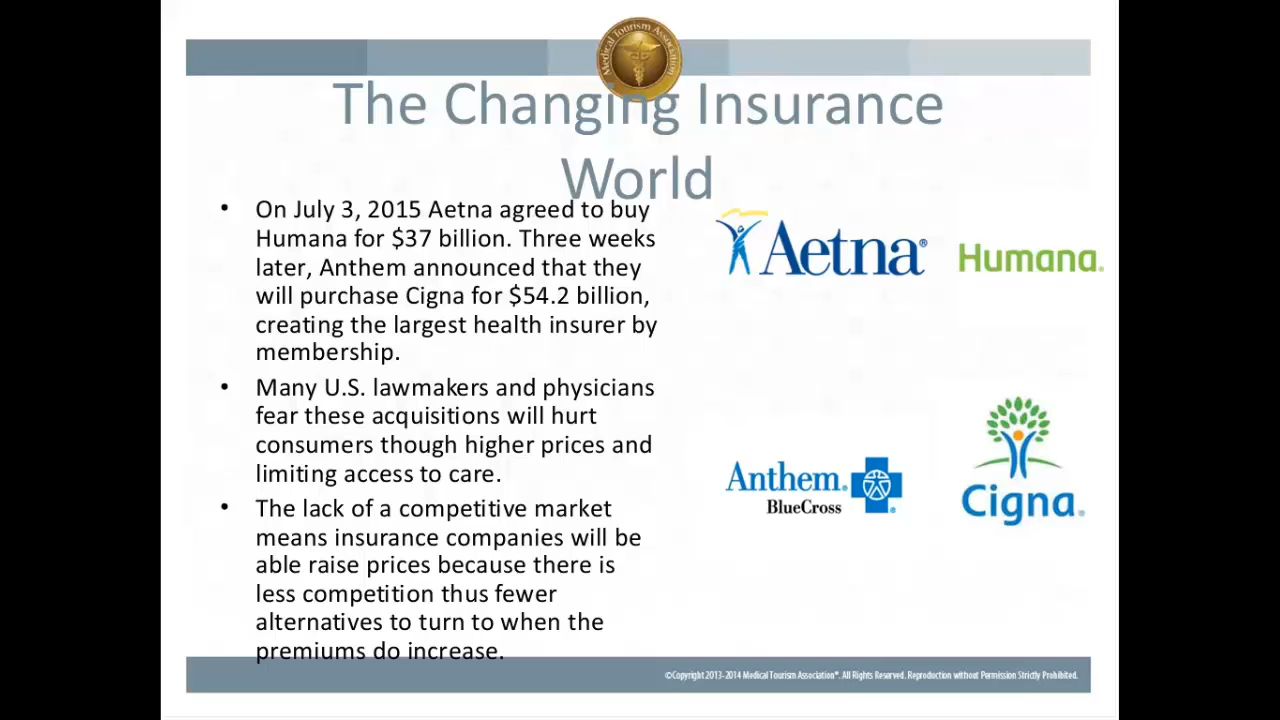 Medical Tourism Association
The Changing Insurance
World
• On July 3, 2015 Aetna agreed to buy
Humana for $37 billion. Three weeks
later, Anthem announced that they
will purchase Cigna for $54.2 billion,
creating the largest health insurer by
membership.
• Many U.S. lawmakers and physicians
fear these acquisitions will hurt
consumers though higher prices and
limiting access to care.
• The lack of a competitive market
means insurance companies will be
able raise prices because there is
less competition thus fewer
alternatives to turn to when the
premiums do increase.
Aetna®
Humana.
Anthem.®
BlueCross
®
Cigna®
©Copyright 2013-2014 Medical Tourism Association®. All Rights Reserved. Reproduction without Permission Strictly Prohibited.